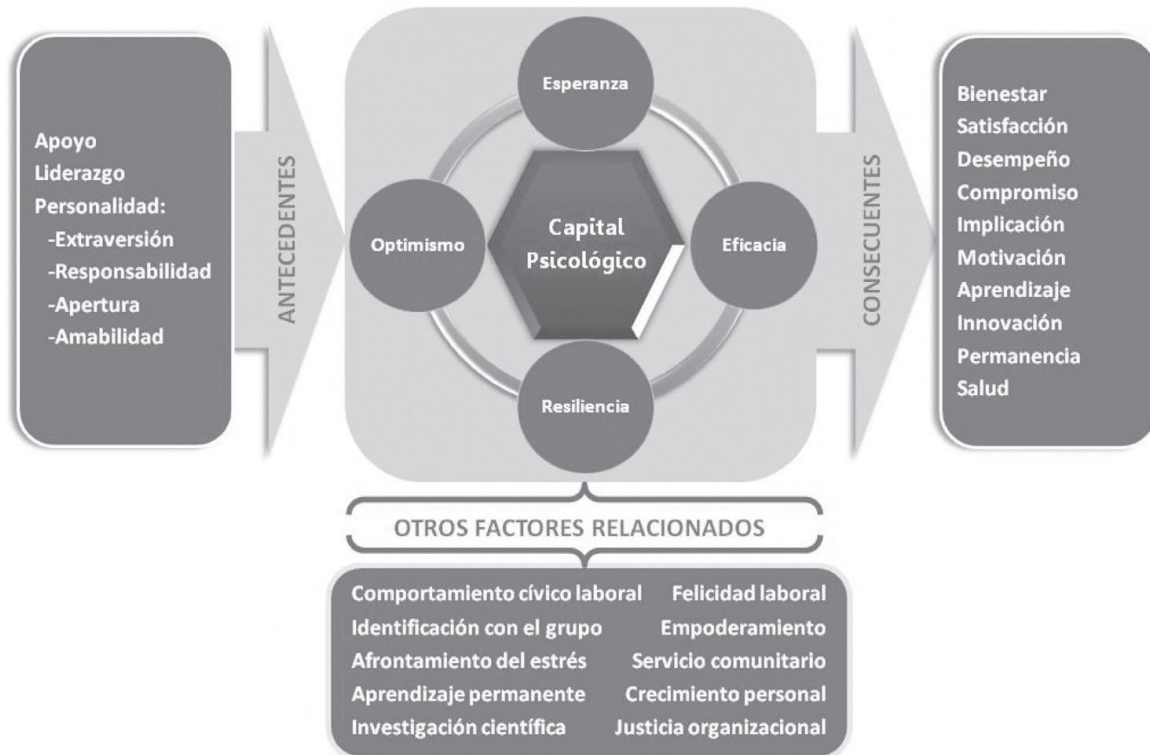 Apoyo
Liderazgo
Personalidad:
-Extraversión
-Responsabilidad
-Apertura
-Amabilidad
ANTECEDENTES
Esperanza
Optimismo
Capital
Psicológico
Eficacia
Resiliencia
CONSECUENTES
Bienestar
Satisfacción
Desempeño
Compromiso
Implicación
Motivación
Aprendizaje
Innovación
Permanencia
Salud
OTROS FACTORES RELACIONADOS
Comportamiento cívico laboral
Identificación con el grupo
Afrontamiento del estrés
Aprendizaje permanente
Investigación científica
Felicidad laboral
Empoderamiento
Servicio comunitario
Crecimiento personal
Justicia organizacional